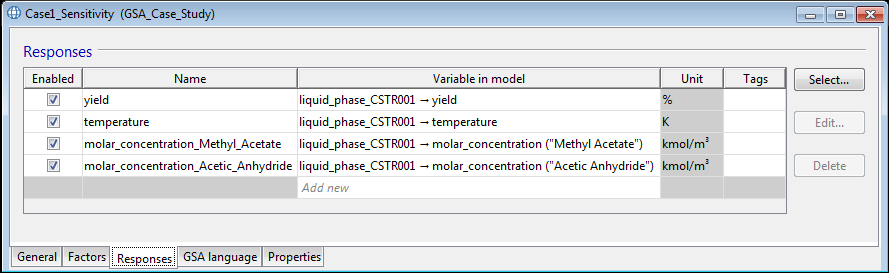 Case1_Sensitivity (GSA_Case_Study)
Responses
Enabled Name Variable in model Unit Tags
yield liquid_phase_CSTR001 → yield %
temperature liquid_phase_CSTR001 → temperature K
molar_concentration_Methyl_Acetate liquid_phase_CSTR001 → molar_concentration ("Methyl Acetate") kmol/m³
molar_concentration_Acetic_Anhydride liquid_phase_CSTR001 → molar_concentration ("Acetic Anhydride") kmol/m³
Add new
Select...
Edit...
Delete
General Factors Responses GSA language Properties